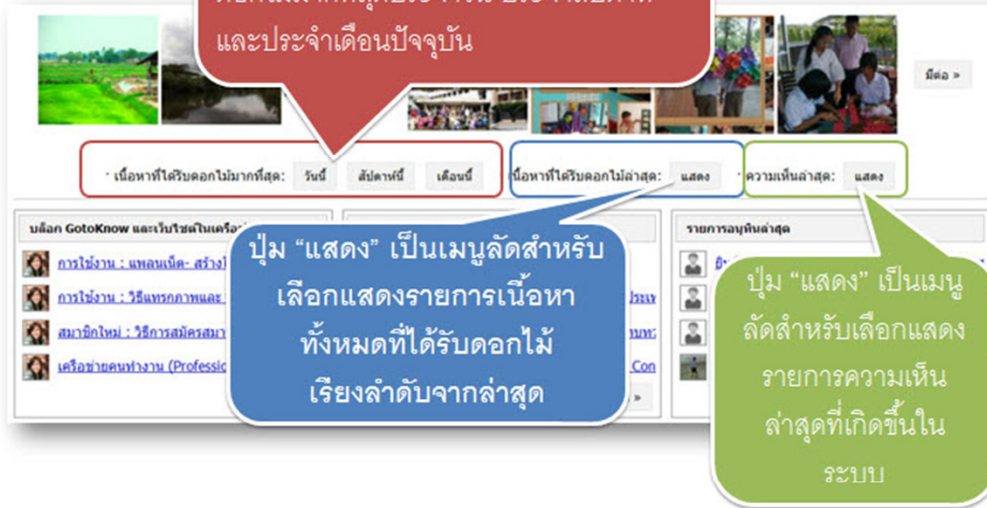 และประจำเดือนปัจจุบัน
มีต่อ »
เนื้อหาที่ได้รับดอกไม้มากที่สุด: วันนี้ สัปดาห์นี้ เดือนนี้
เนื้อหาที่ได้รับดอกไม้ล่าสุด: แสดง
ความเห็นล่าสุด: แสดง
บล็อก GotoKnow และเว็บไซต์ในเครือ
การใช้งาน : แพลนเน็ต- สร้าง
การใช้งาน : วิธีแทรกภาพและ
สมาชิกใหม่ : วิธีการสมัครสมา
เครือข่ายคนทำงาน (Professio
Con
»
รายการอนุทินล่าสุด
ปุ่ม “แสดง” เป็นเมนูลัดสำหรับ
เลือกแสดงรายการเนื้อหา
ทั้งหมดที่ได้รับดอกไม้
เรียงลำดับจากล่าสุด
ปุ่ม “แสดง” เป็นเมนู
ลัดสำหรับเลือกแสดง
รายการความเห็น
ล่าสุดที่เกิดขึ้นใน
ระบบ